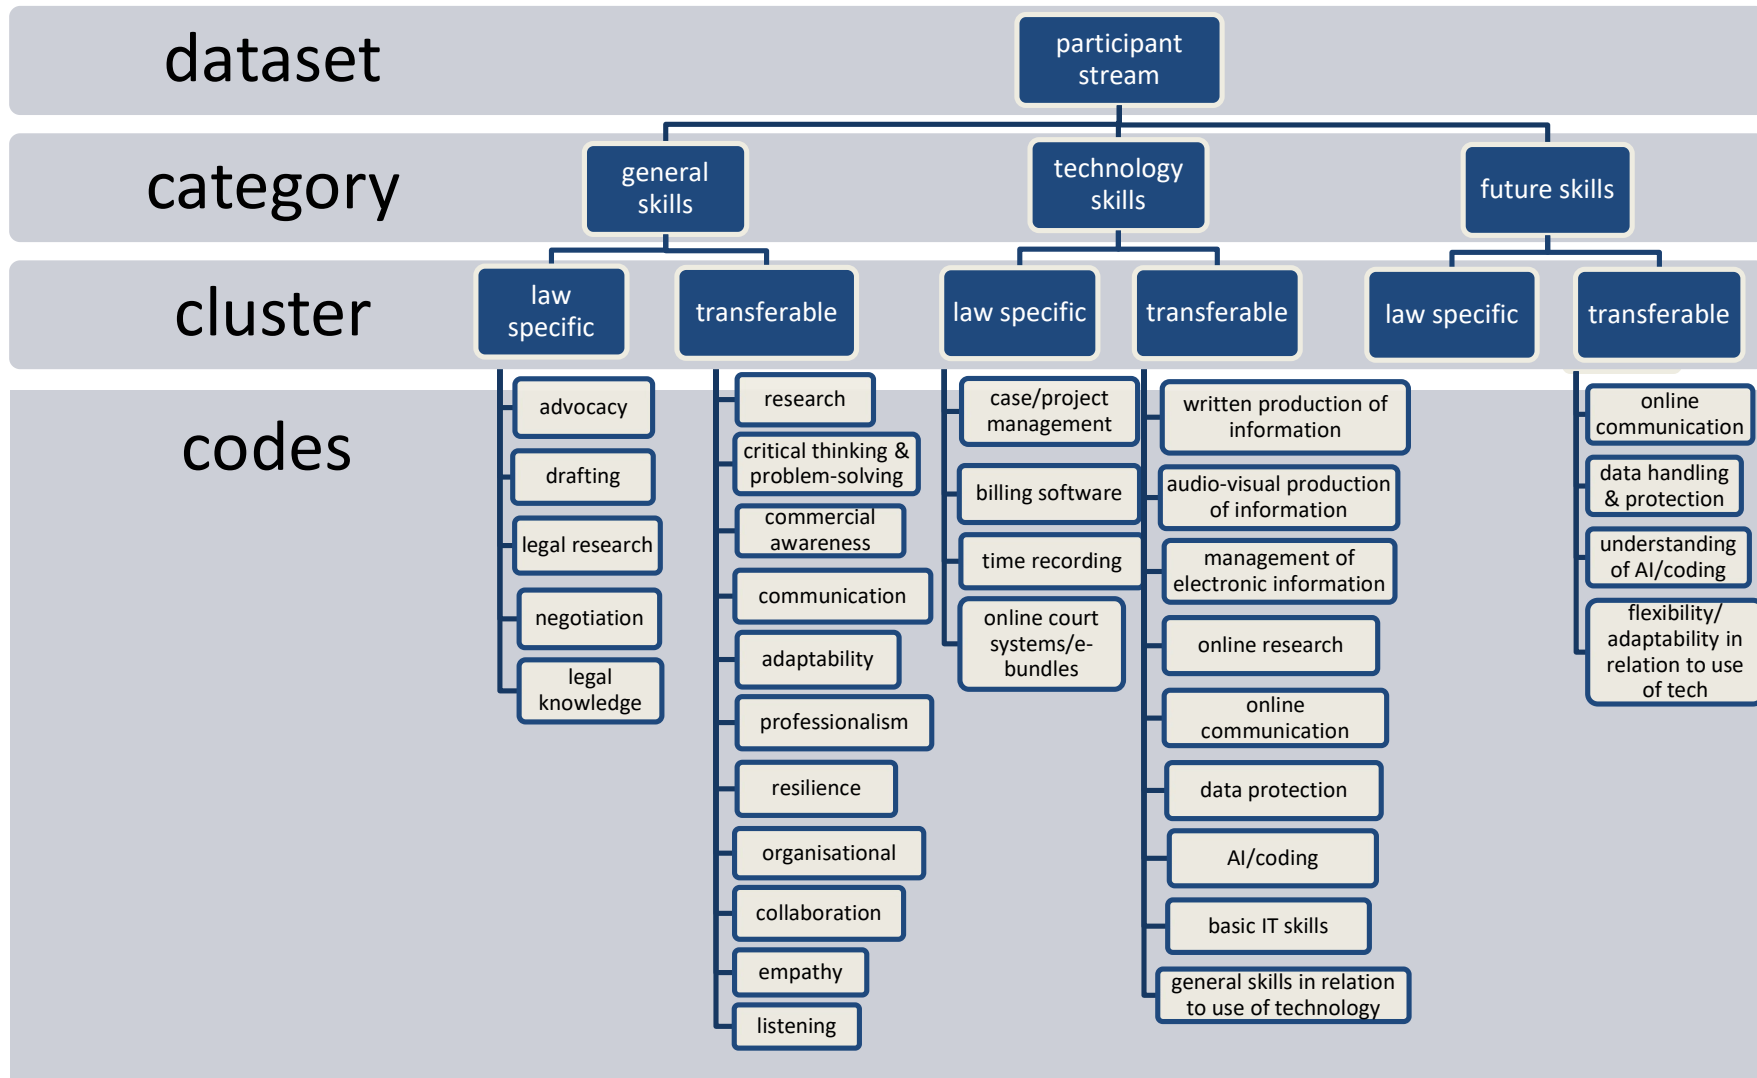 dataset
participant
stream
category
general
skills
technology
skills
future skills
cluster
law
specific
transferable
law specific
transferable
law specific
transferable
codes
advocacy
drafting
legal research
negotiation
legal
knowledge
research
critical thinking &
problem-solving
commercial
awareness
communication
adaptability
professionalism
resilience
organisational
collaboration
empathy
listening
case/project
management
billing software
time recording
online court
systems/e-
bundles
written production of
information
audio-visual production
of information
management of
electronic information
online research
online
communication
data protection
AI/coding
basic IT skills
general skills in relation
to use of technology
online
communication
data handling
& protection
understanding
of AI/coding
flexibility/
adaptability in
relation to use
of tech